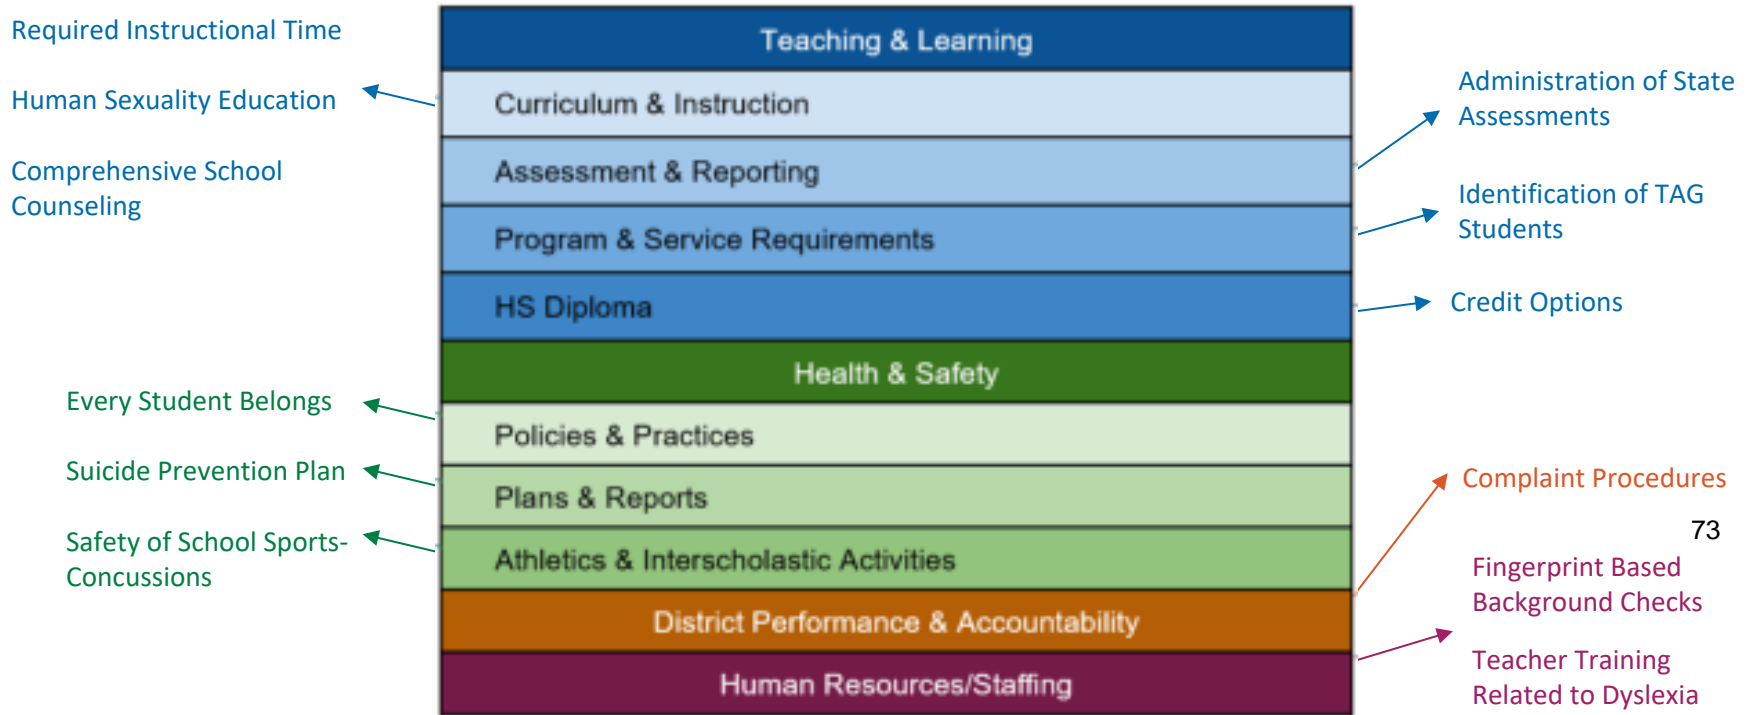 Required Instructional Time
Human Sexuality Education
Comprehensive School
Counseling
Teaching & Learning
Curriculum & Instruction
Assessment & Reporting
Program & Service Requirements
HS Diploma
Administration of State
Assessments
Identification of TAG
Students
Credit Options
Every Student Belongs
Suicide Prevention Plan
Safety of School Sports-
Concussions
Health & Safety
Policies & Practices
Plans & Reports
Athletics & Interscholastic Activities
District Performance & Accountability
Human Resources/Staffing
Complaint Procedures
73
Fingerprint Based
Background Checks
Teacher Training
Related to Dyslexia